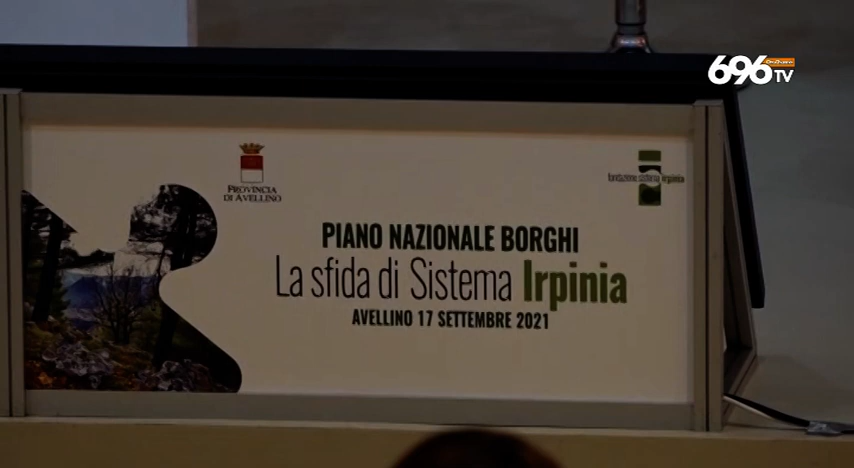 696 TV
PROVINCIA
DI AVELLINO
fondazione sistema irpinia
PIANO NAZIONALE BORGHI
La sfida di Sistema Irpinia
AVELLINO 17 SETTEMBRE 2021